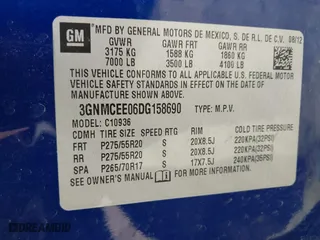 GM
MFD BY GENERAL MOTORS DE MEXICO, S. DE R.L. DE C.V.
06/12
GVWR GAWR FRT GAWR RR
3175 KG 1588 KG 1860 KG
7000 LB 3500 LB 4100 LB
THIS VEHICLE CONFORMS TO ALL APPLICABLE U.S. FEDERAL MOTOR
VEHICLE SAFETY STANDARDS IN EFFECT ON THE DATE OF
MANUFACTURE SHOWN ABOVE.
3GNMCEE06DG158690 TYPE: M.P.V.
MODEL: C10936
TIRE SIZE SPEED RTG RIM COLD TIRE PRESSURE
FRT P275/55R20 S 20X8.5J 220KPA(32PSI)
RR P275/55R20 S 20X8.5J 220KPA(32PSI)
SPA P265/70R17 S 17X7.5J 240KPA(35PSI)
SEE OWNER'S MANUAL FOR ADDITIONAL INFORMATION.